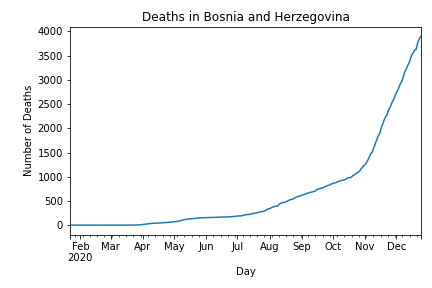 Deaths in Bosnia and Herzegovina
Number of Deaths
4000
3500
3000
2500
2000
1500
1000
500
0
Feb Mar Apr May Jun Jul Aug Sep Oct Nov Dec
2020
Day